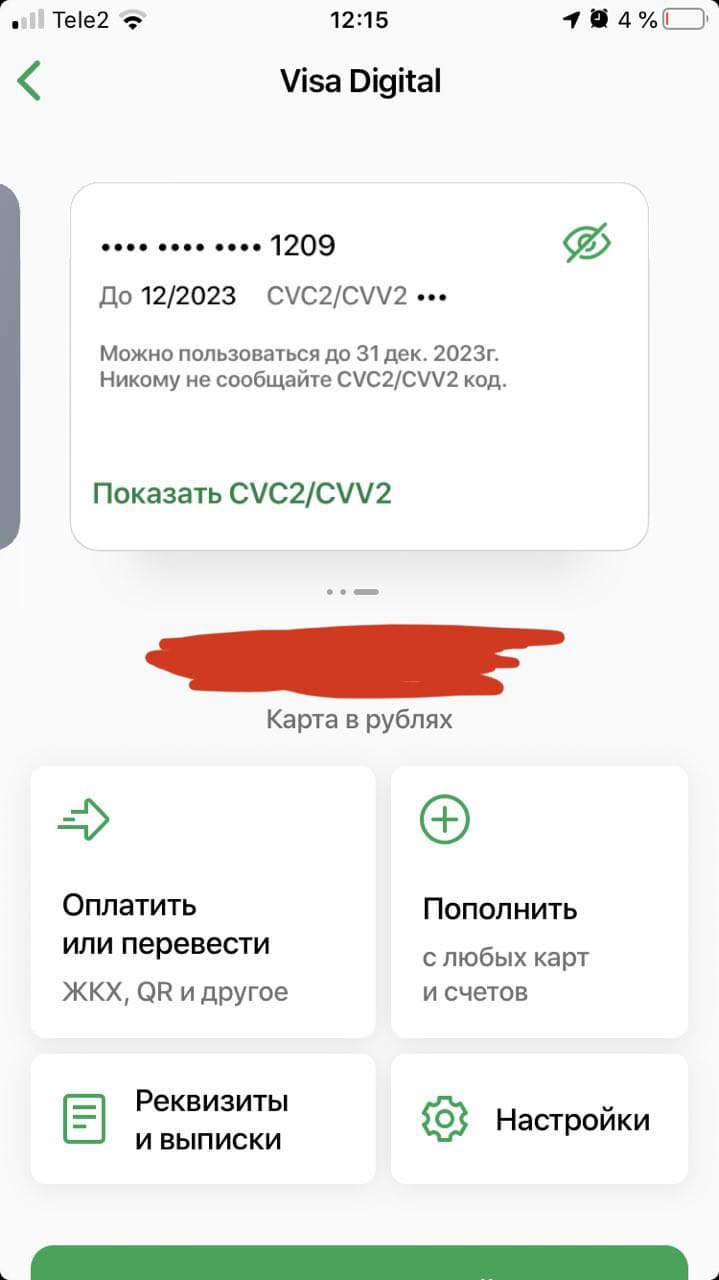 Tele2 12:15 4 %
Visa Digital
•••• •••• •••• 1209
До 12/2023 CVC2/CVV2 •••
Можно пользоваться до 31 дек. 2023г.
Никому не сообщайте CVC2/CVV2 код.
Показать CVC2/CVV2
Карта в рублях
Оплатить
или перевести
ЖКХ, QR и другое
Пополнить
с любых карт
и счетов
Реквизиты
и выписки
Настройки